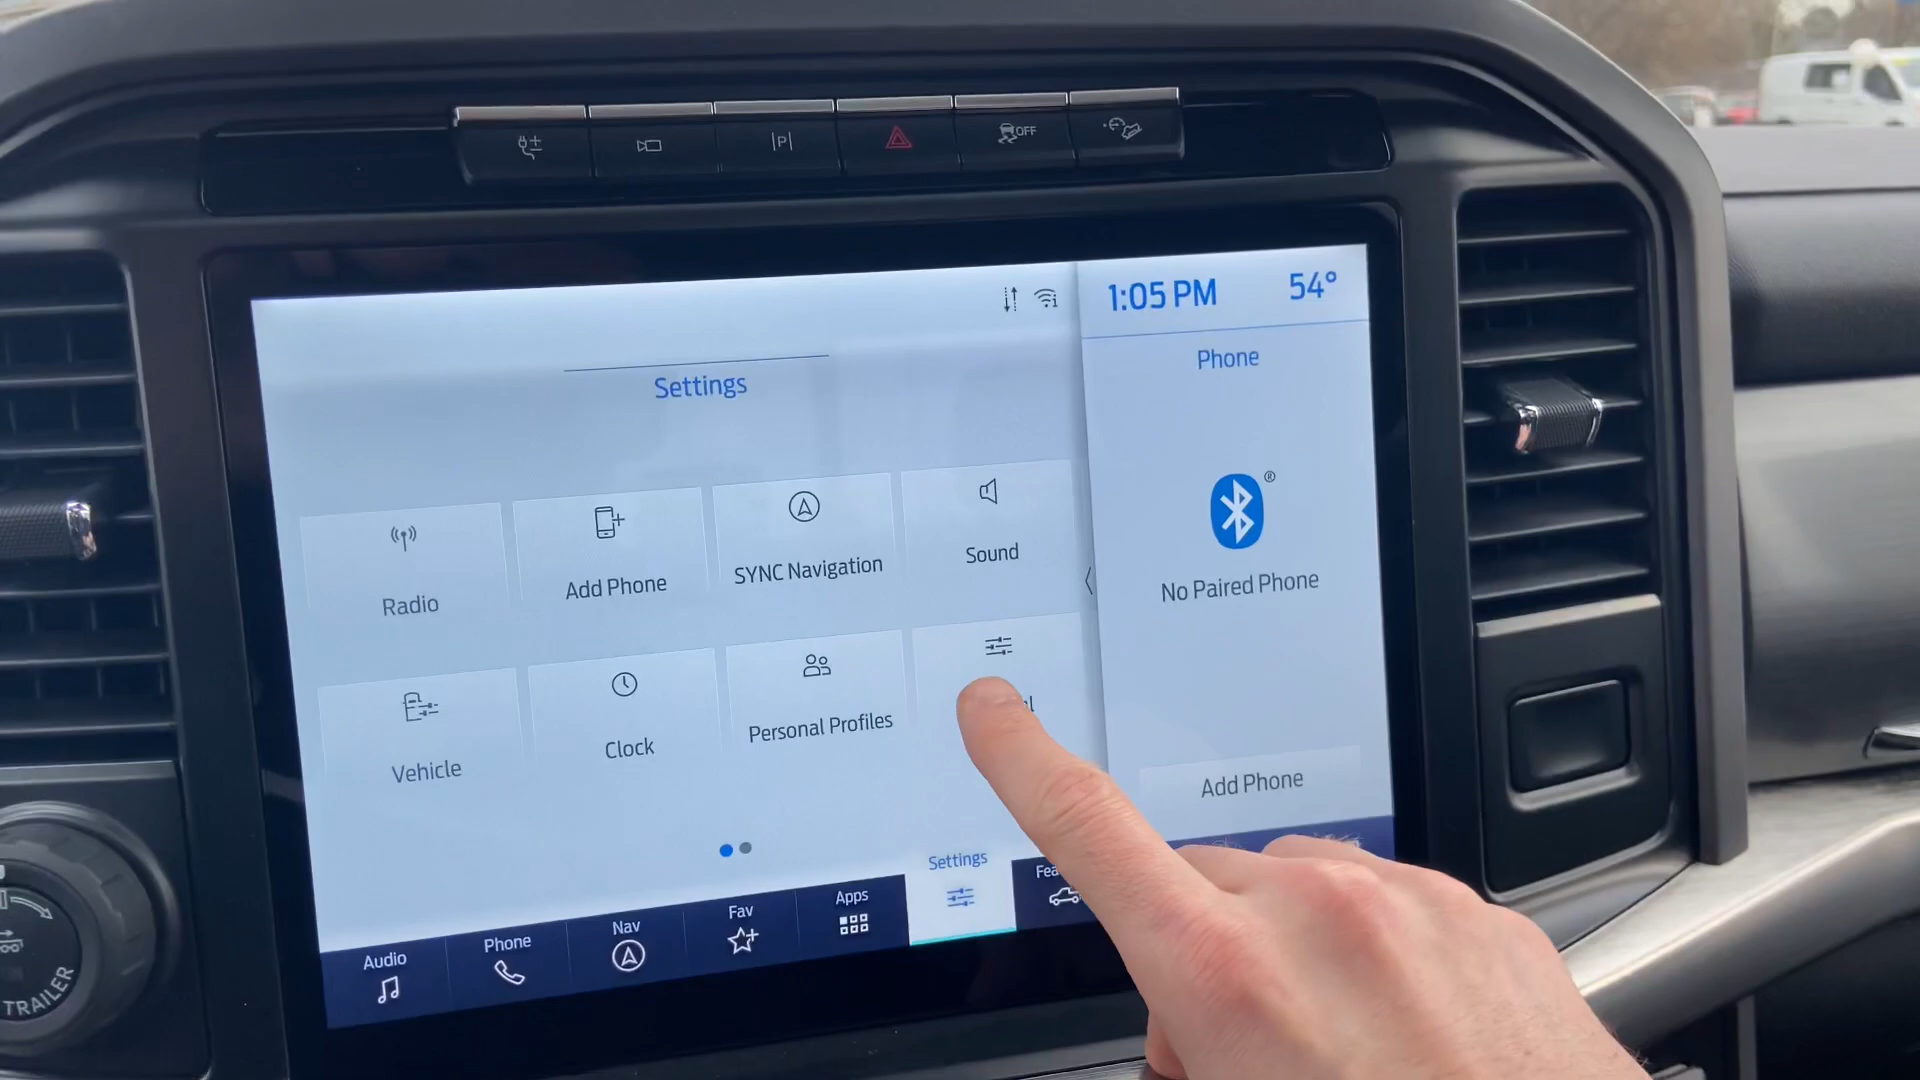 |P|
OFF
1:05 PM 54°
Settings
Phone
Radio
Add Phone
SYNC Navigation
Sound
®
No Paired Phone
Vehicle
Clock
Personal Profiles
Add Phone
Audio
Phone
Nav
Fav
Apps
Settings
TRAILER